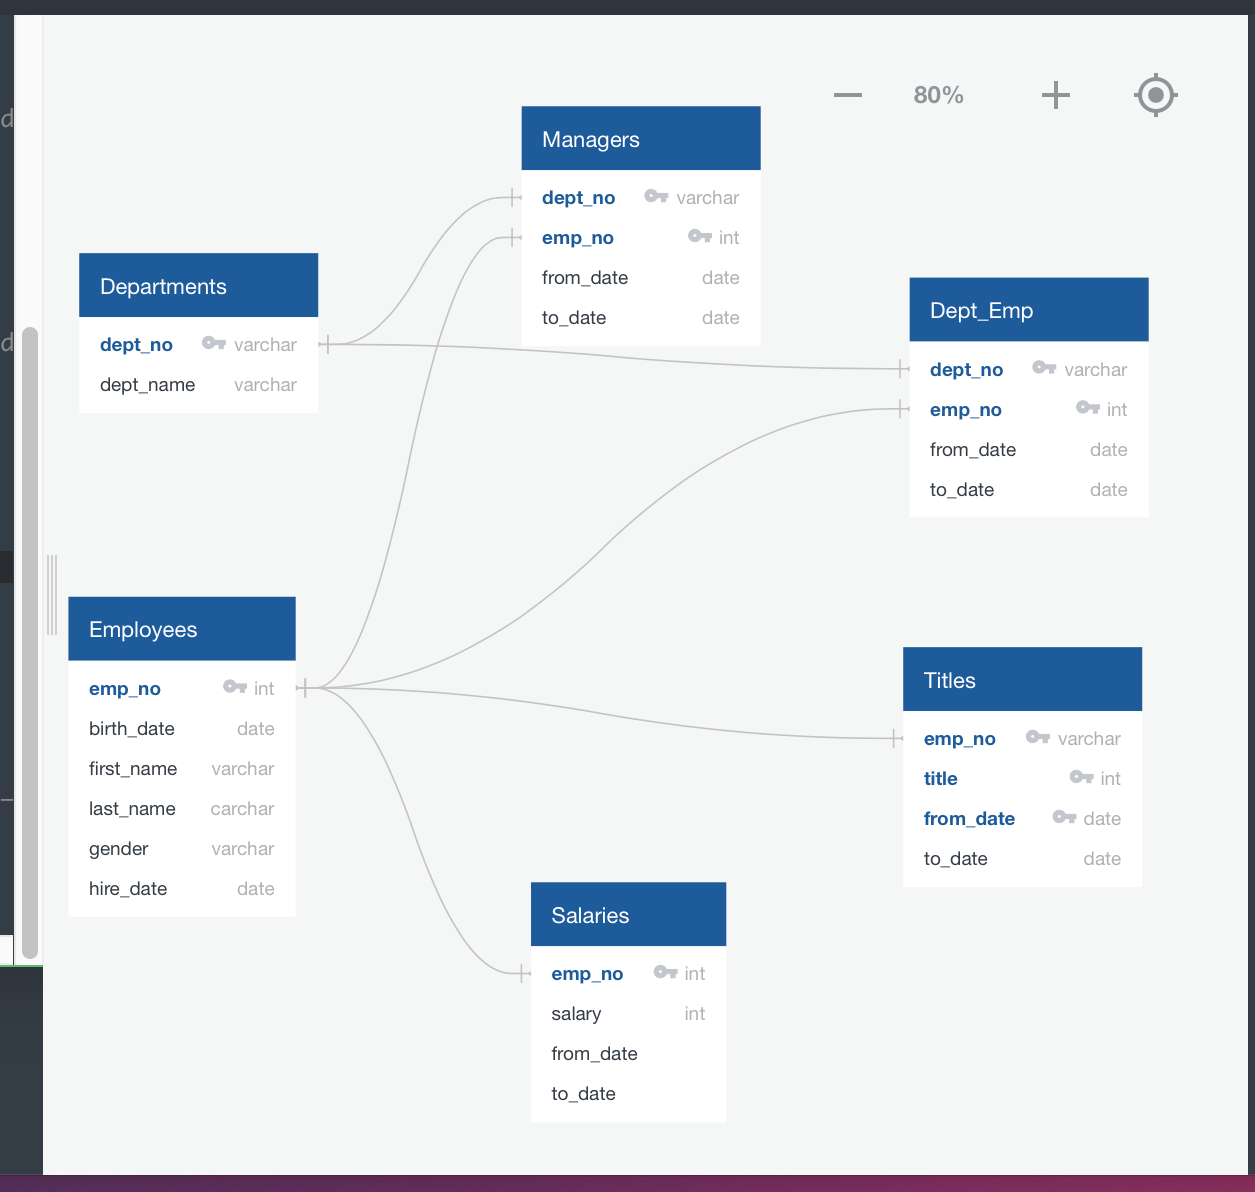 80%
Managers
dept_no varchar
emp_no int
from_date date
to_date date
Departments
dept_no varchar
dept_name varchar
Dept_Emp
dept_no varchar
emp_no int
from_date date
to_date date
Employees
emp_no int
birth_date date
first_name varchar
last_name carchar
gender varchar
hire_date date
Titles
emp_no varchar
title int
from_date date
to_date date
Salaries
emp_no int
salary int
from_date
to_date